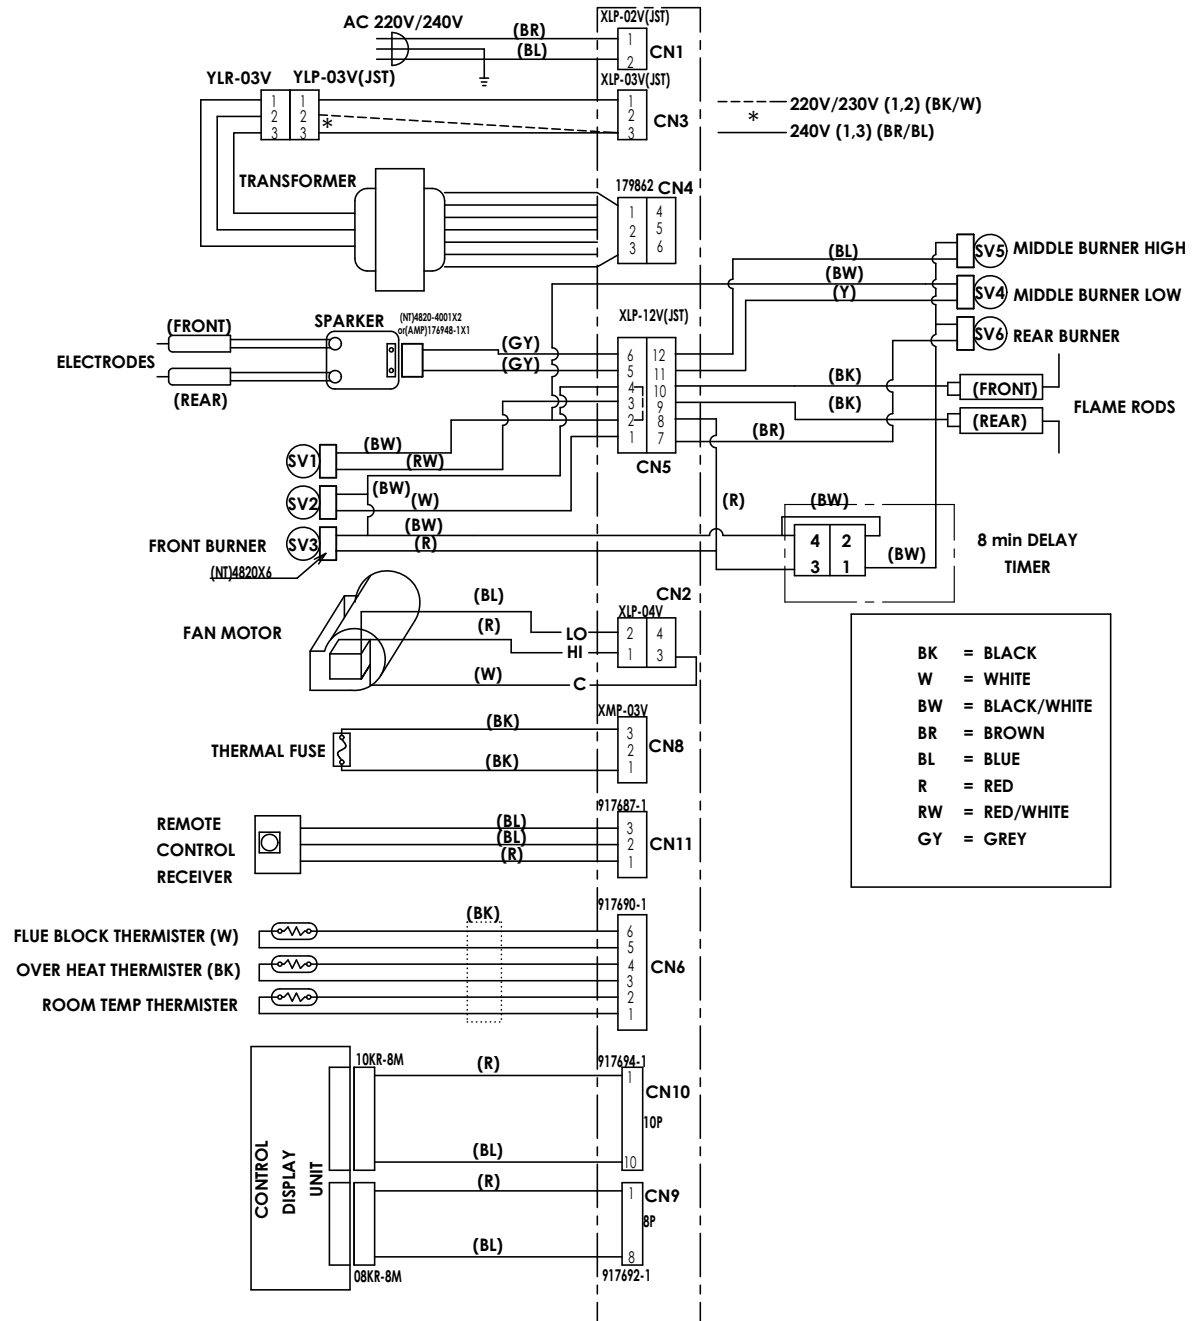 AC 220V/240V
XLP-02V(JST)
(BR)
(BL)
1
2
CN1
YLR-03V
YLP-03V(JST)
XLP-03V(JST)
1
2
3
1
2
3
*
1
2
3
CN3
220V/230V (1,2) (BK/W)
*
240V (1,3) (BR/BL)
TRANSFORMER
179862
CN4
1
2
3
4
5
6
(BL)
SV5
MIDDLE BURNER HIGH
(BW)
(Y)
SV4
MIDDLE BURNER LOW
SV6
REAR BURNER
(FRONT)
SPARKER
(NT)4820-4001X2
or(AMP)176948-1X1
XLP-12V(JST)
ELECTRODES
(GY)
(GY)
(REAR)
6
5
4
3
2
1
12
11
10
9
8
7
CN5
(BK)
(FRONT)
(BK)
(REAR)
FLAME RODS
(BR)
SV1
(BW)
(RW)
SV2
(BW)
(W)
(R)
(BW)
FRONT BURNER
SV3
(BW)
(R)
(NT)4820X6
4
2
3
1
(BW)
8 min DELAY
TIMER
FAN MOTOR
(BL)
(R)
(W)
LO
HI
C
CN2
XLP-04V
2
4
1
3
BK = BLACK
W = WHITE
BW = BLACK/WHITE
BR = BROWN
BL = BLUE
R = RED
RW = RED/WHITE
GY = GREY
THERMAL FUSE
(BK)
(BK)
XMP-03V
3
2
1
CN8
REMOTE
CONTROL
RECEIVER
(BL)
(BL)
(R)
917687-1
3
2
1
CN11
FLUE BLOCK THERMISTER (W)
OVER HEAT THERMISTER (BK)
ROOM TEMP THERMISTER
(BK)
917690-1
6
5
4
3
2
1
CN6
CONTROL
DISPLAY
UNIT
10KR-8M
(R)
(BL)
917694-1
1
10
CN10
10P
(R)
(BL)
08KR-8M
1
8
CN9
8P
917692-1